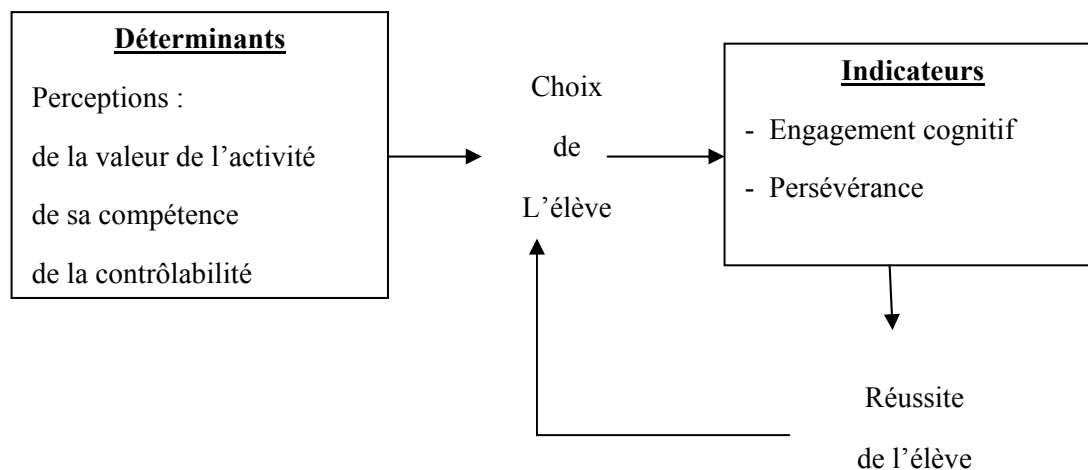 Déterminants
Perceptions :
de la valeur de l’activité
de sa compétence
de la contrôlabilité
Choix
de
L’élève
Indicateurs
- Engagement cognitif
- Persévérance
Réussite
de l’élève